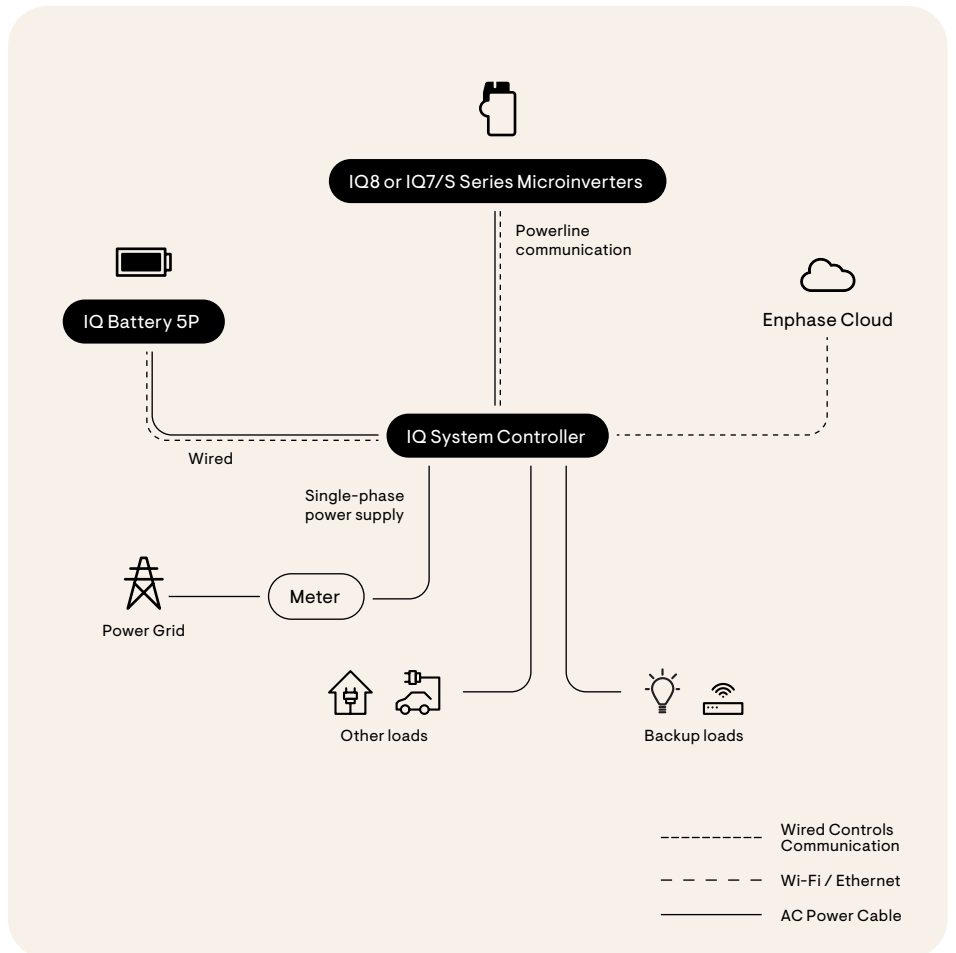 IQ8 or IQ7/S Series Microinverters
Powerline
communication
IQ Battery 5P
Enphase Cloud
IQ System Controller
Wired
Single-phase
power supply
Meter
Power Grid
Other loads
Backup loads
Wired Controls
Communication
Wi-Fi / Ethernet
AC Power Cable